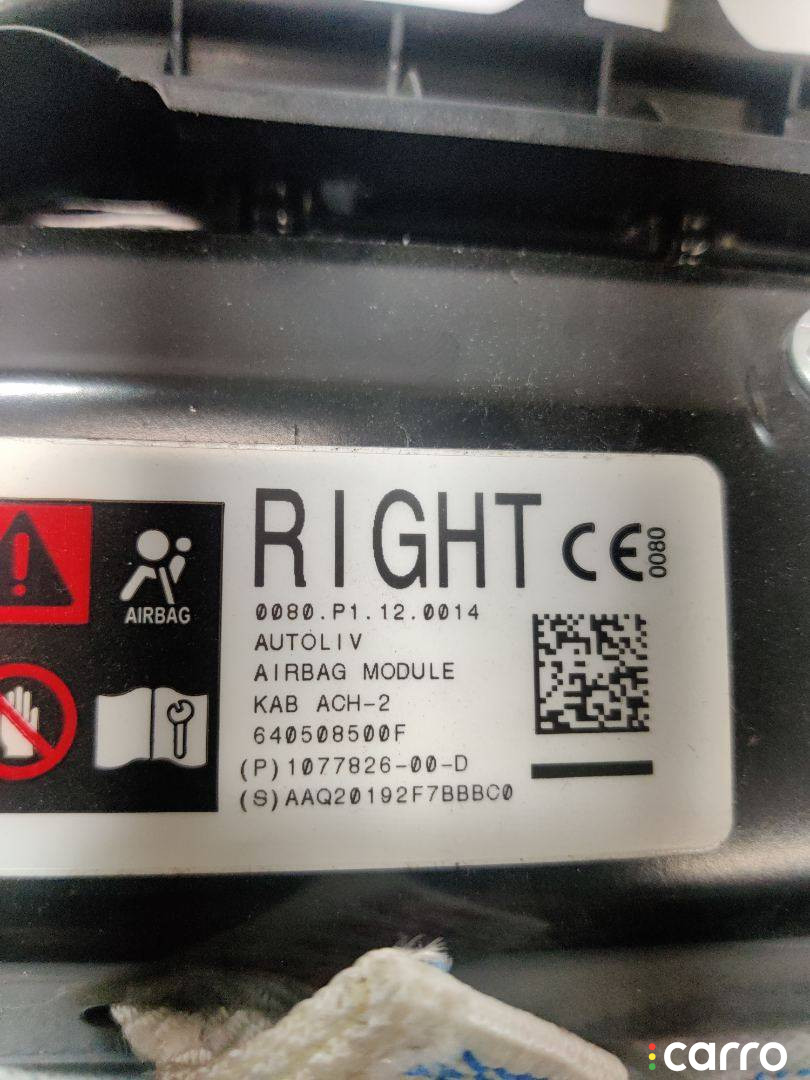 RIGHT CE 0080
AIRBAG
0080.P1.12.0014
AUTOLIV
AIRBAG MODULE
KAB ACH-2
640508500F
(P)1077826-00-D
(S)AAQ20192F7BBBC0
carro